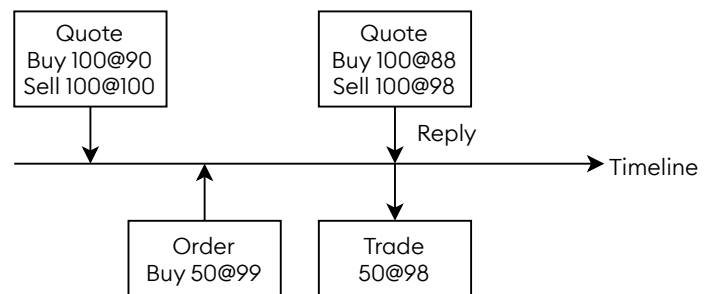 Quote
Buy 100@90
Sell 100@100
Quote
Buy 100@88
Sell 100@98
Reply
Timeline
Order
Buy 50@99
Trade
50@98